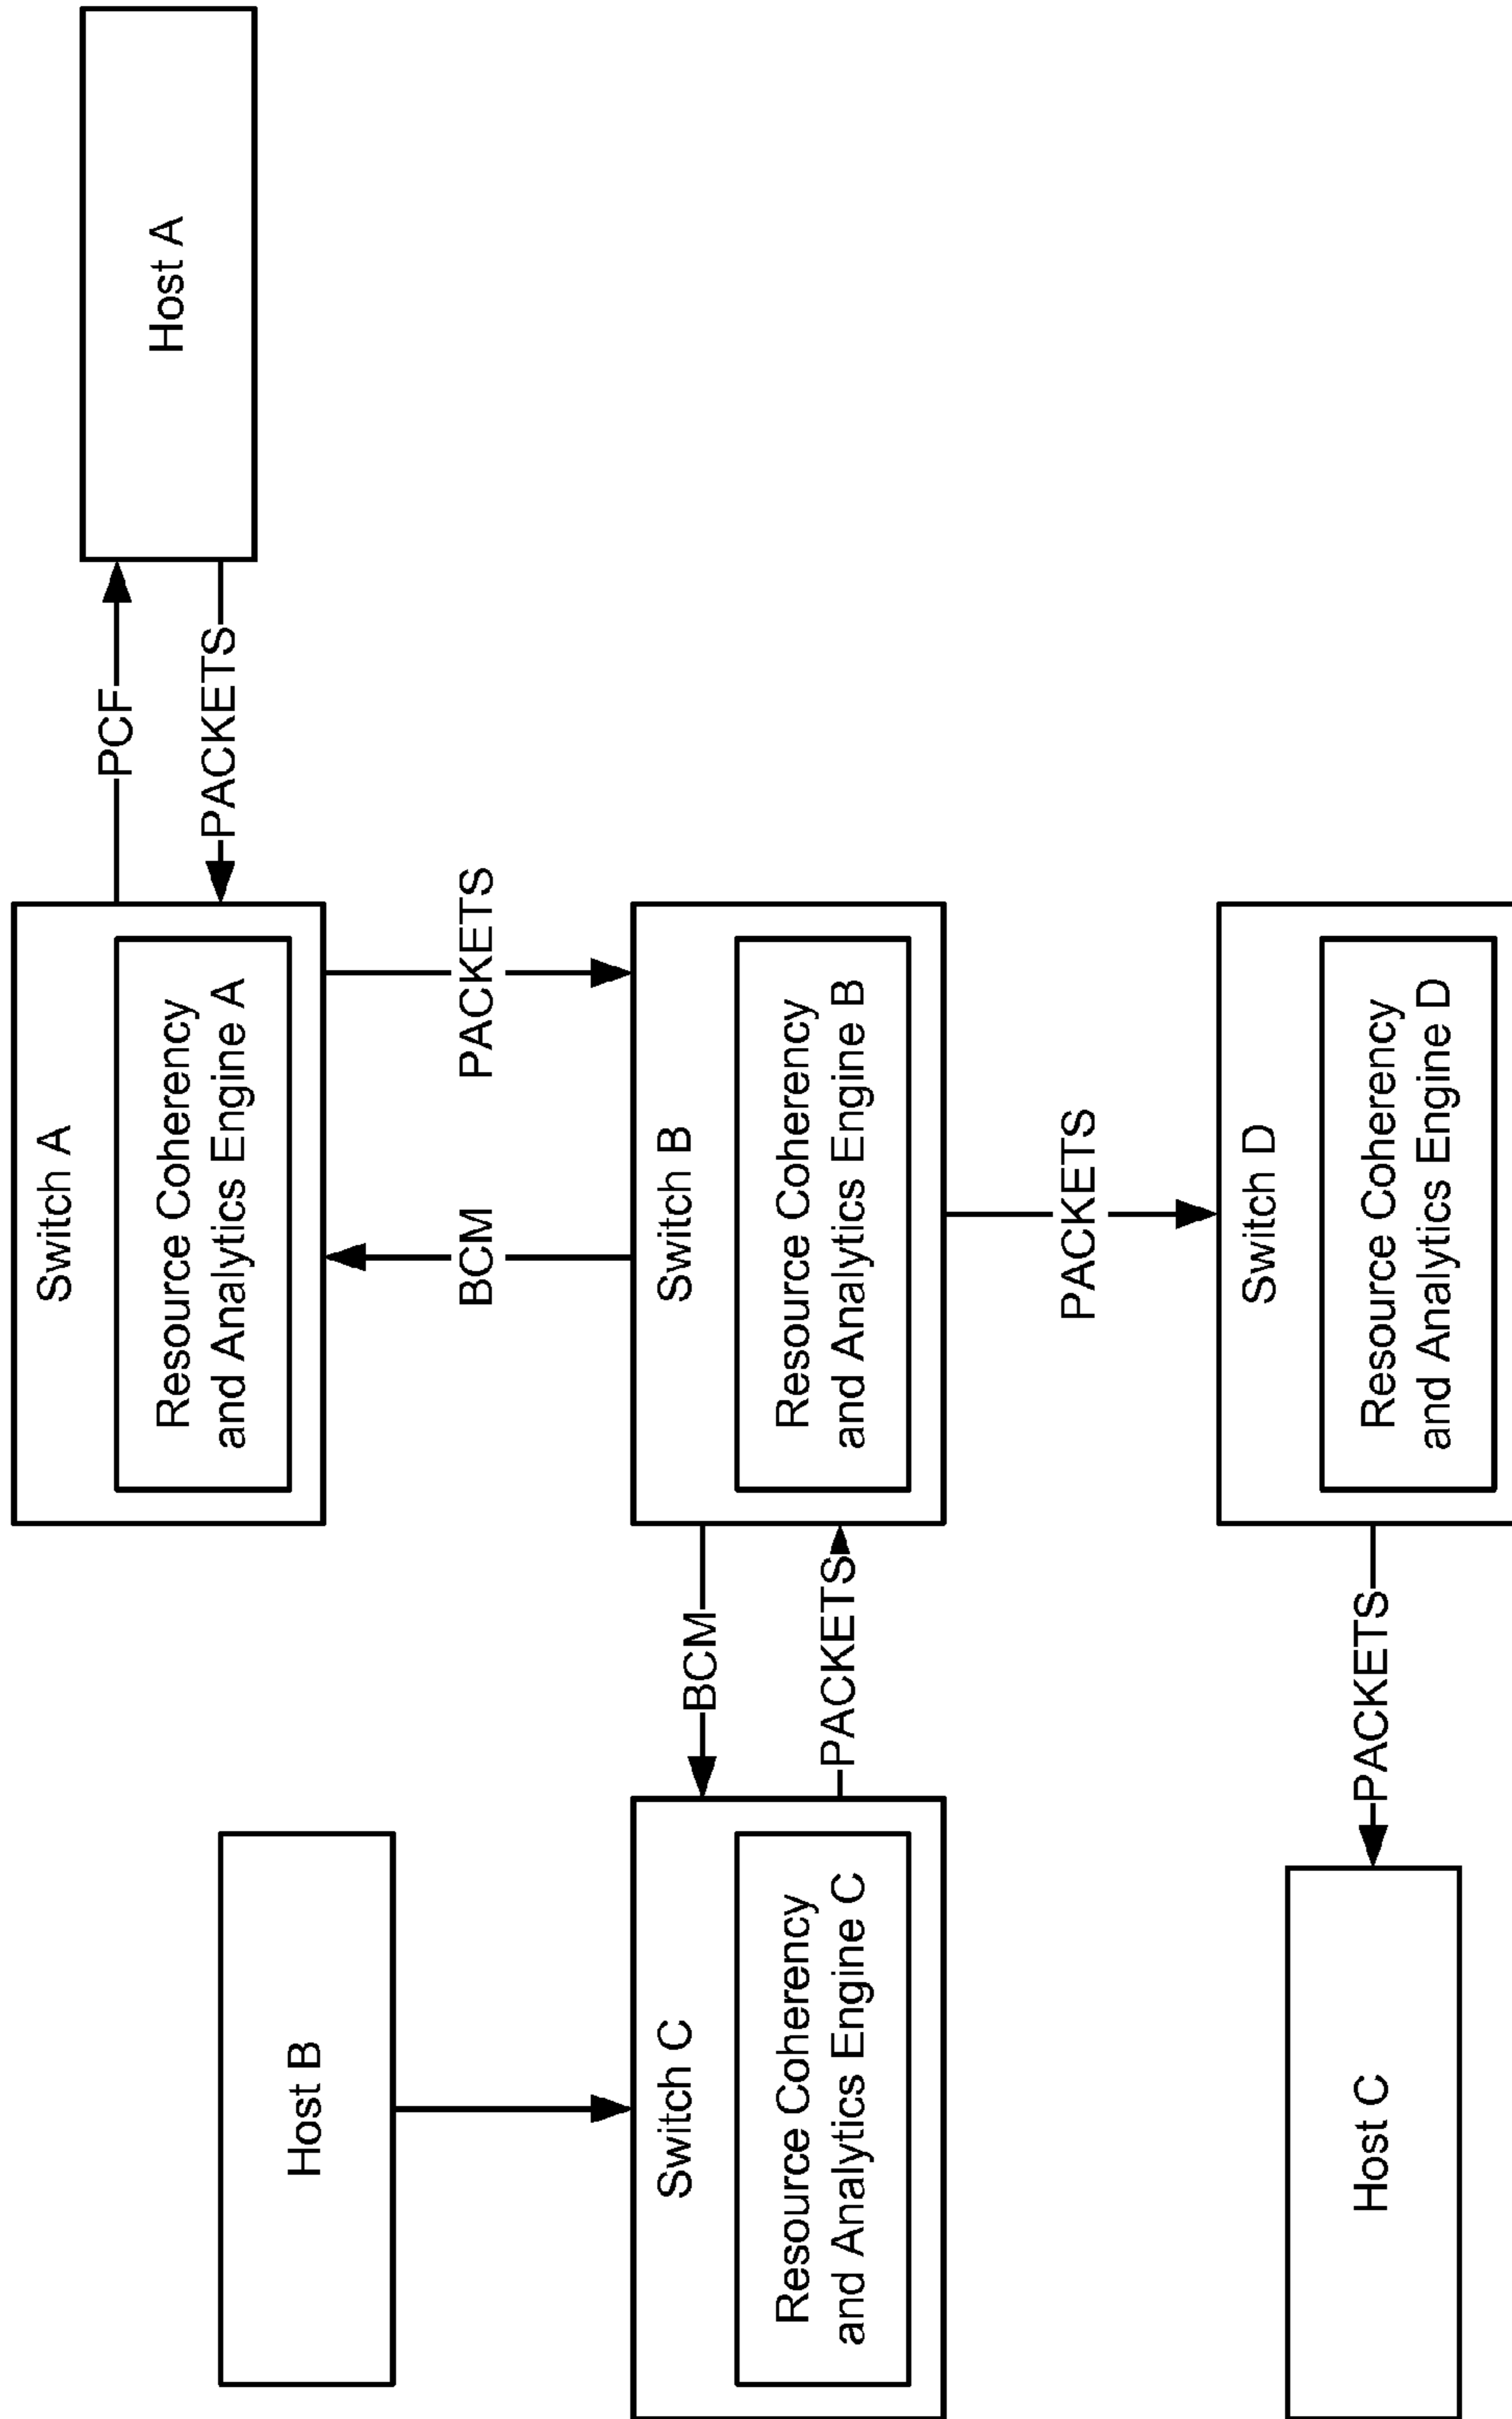 Host A
PCF
PACKETS
Switch A
Resource Coherency
and Analytics Engine A
PACKETS
BCM
Switch B
Resource Coherency
and Analytics Engine B
PACKETS
Switch D
Resource Coherency
and Analytics Engine D
BCM
PACKETS
PACKETS
Host B
Switch C
Resource Coherency
and Analytics Engine C
Host C